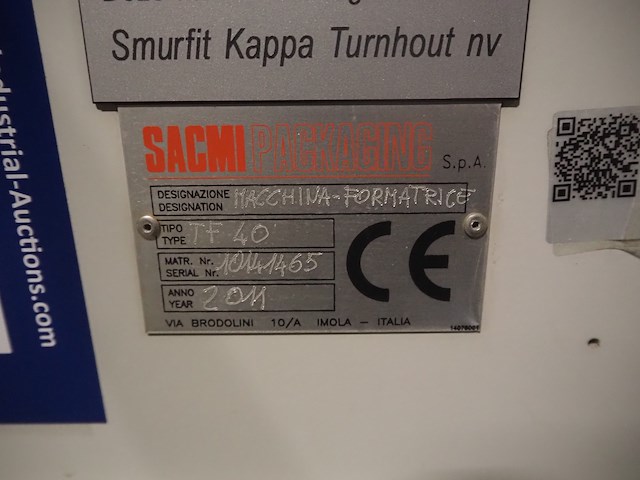 Smurfit Kappa Turnhout nv
SACMI PACKAGING S.p.A.
DESIGNAZIONE
DESIGNATION
MACCHINA-FORMATRICE
TIPO
TYPE
TF 40
MATR. Nr.
SERIAL Nr.
10141465
ANNO
YEAR
2011
CE
VIA BRODOLINI 10/A IMOLA – ITALIA
ndustrial-Auctions.com